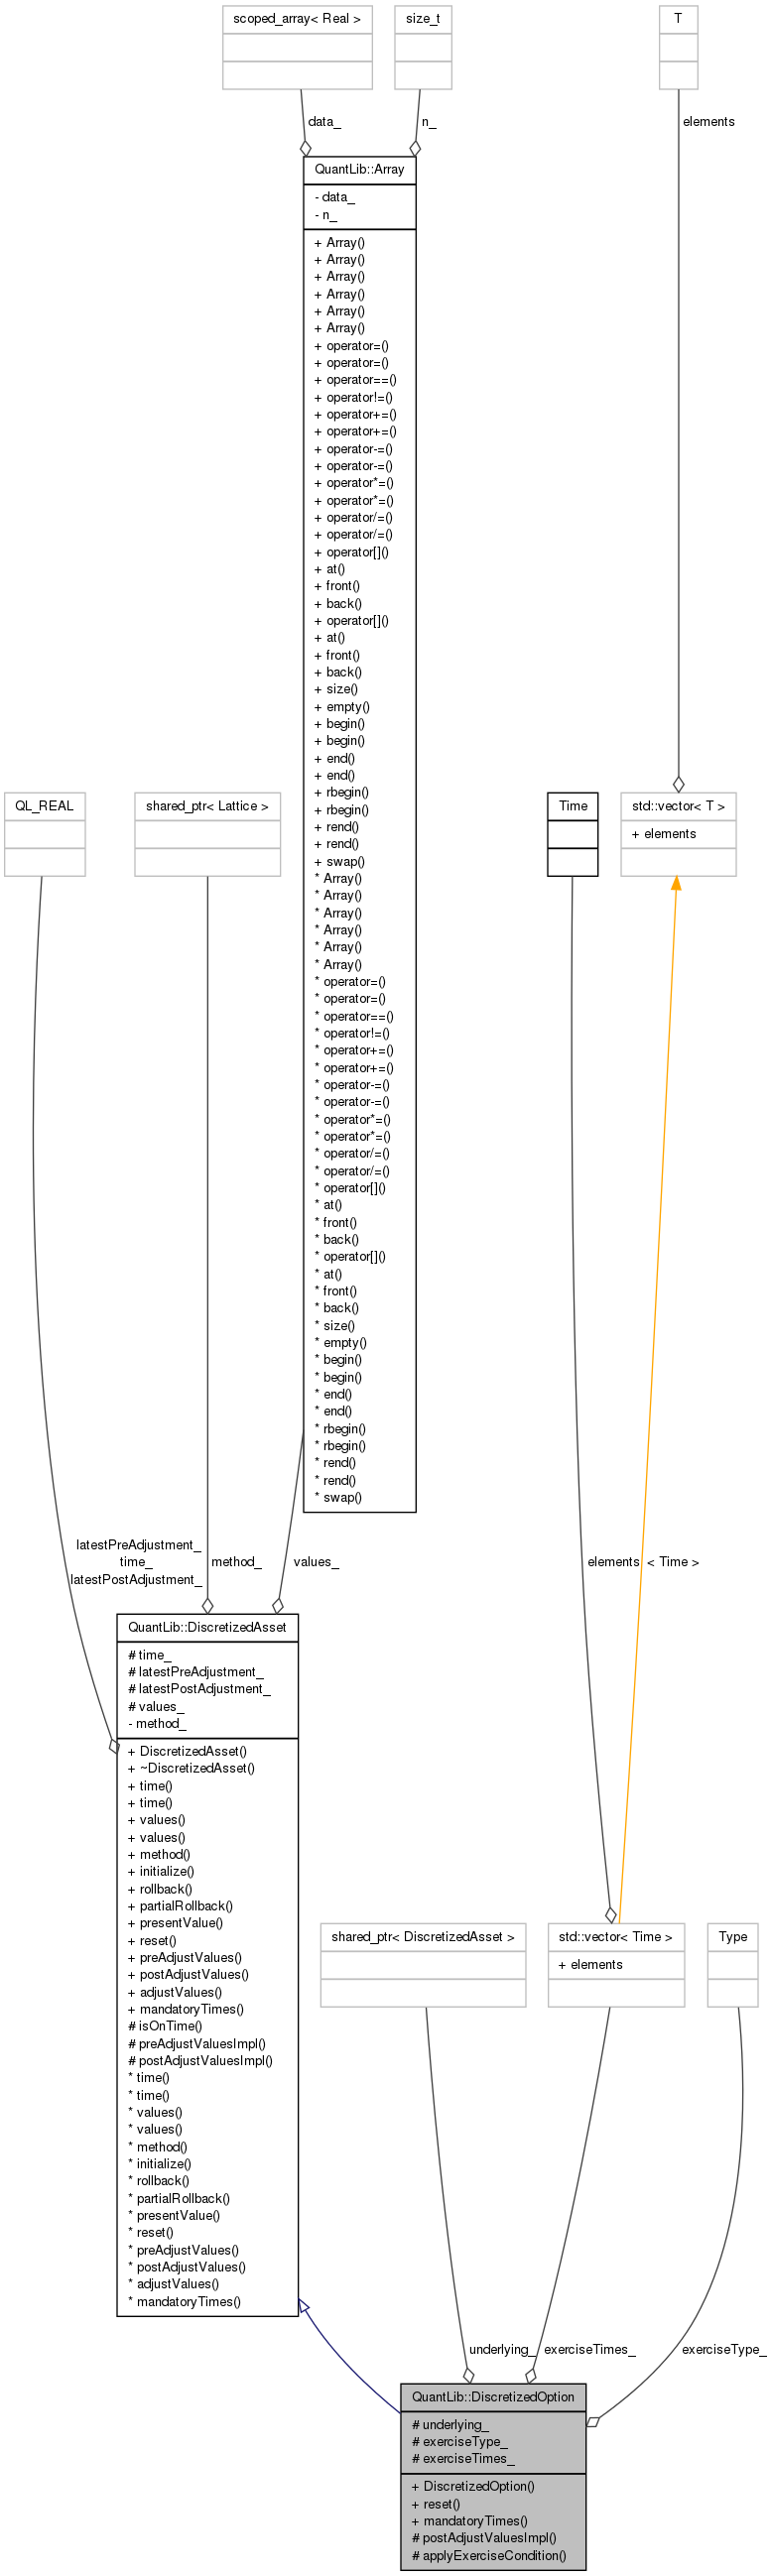 scoped_array< Real >
size_t
T
data_
n_
elements
QuantLib::Array
- data_
- n_
+ Array()
+ Array()
+ Array()
+ Array()
+ Array()
+ Array()
+ operator=()
+ operator=()
+ operator==()
+ operator!=()
+ operator+=()
+ operator+=()
+ operator-=()
+ operator-=()
+ operator*=()
+ operator*=()
+ operator/=()
+ operator/=()
+ operator[]()
+ at()
+ front()
+ back()
+ operator[]()
+ at()
+ front()
+ back()
+ size()
+ empty()
+ begin()
+ begin()
+ end()
+ end()
+ rbegin()
+ rbegin()
+ rend()
+ rend()
+ swap()
* Array()
* Array()
* Array()
* Array()
* Array()
* Array()
* operator=()
* operator=()
* operator==()
* operator!=()
* operator+=()
* operator+=()
* operator-=()
* operator-=()
* operator*=()
* operator*=()
* operator/=()
* operator/=()
* operator[]()
* at()
* front()
* back()
* operator[]()
* at()
* front()
* back()
* size()
* empty()
* begin()
* begin()
* end()
* end()
* rbegin()
* rbegin()
* rend()
* rend()
* swap()
QL_REAL
shared_ptr< Lattice >
Time
std::vector< T >
+ elements
latestPreAdjustment_
time_
latestPostAdjustment_
method_
values_
elements
< Time >
QuantLib::DiscretizedAsset
# time_
# latestPreAdjustment_
# latestPostAdjustment_
# values_
- method_
+ DiscretizedAsset()
+ ~DiscretizedAsset()
+ time()
+ time()
+ values()
+ values()
+ method()
+ initialize()
+ rollback()
+ partialRollback()
+ presentValue()
+ reset()
+ preAdjustValues()
+ postAdjustValues()
+ adjustValues()
+ mandatoryTimes()
# isOnTime()
# preAdjustValuesImpl()
# postAdjustValuesImpl()
* time()
* time()
* values()
* values()
* method()
* initialize()
* rollback()
* partialRollback()
* presentValue()
* reset()
* preAdjustValues()
* postAdjustValues()
* adjustValues()
* mandatoryTimes()
shared_ptr< DiscretizedAsset >
std::vector< Time >
+ elements
Type
underlying_
exerciseTimes_
exerciseType_
QuantLib::DiscretizedOption
# underlying_
# exerciseType_
# exerciseTimes_
+ DiscretizedOption()
+ reset()
+ mandatoryTimes()
# postAdjustValuesImpl()
# applyExerciseCondition()